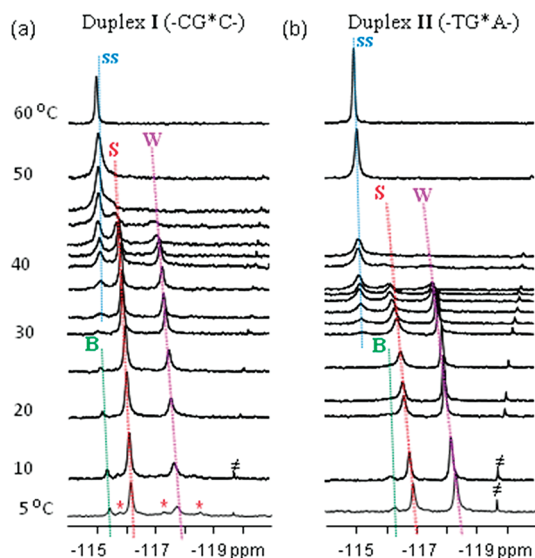 (a) Duplex I (-CG*C-)
(b) Duplex II (-TG*A-)
ss
ss
60 °C
S
W
50
S
W
40
30
B
B
20
10
≠
≠
5 °C
* * *
-115 -117 -119 ppm
-115 -117 -119 ppm